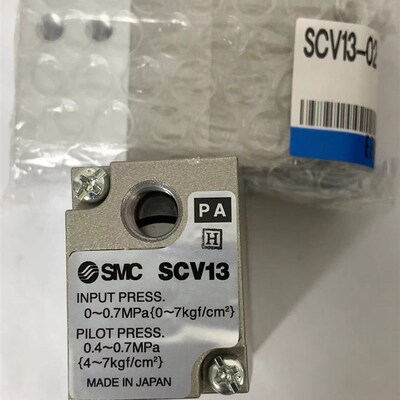 SCV13-02
PA
H
SMC SCV13
INPUT PRESS.
0~0.7MPa{0~7kgf/cm²}
PILOT PRESS.
0.4~0.7MPa
{4~7kgf/cm²}
MADE IN JAPAN